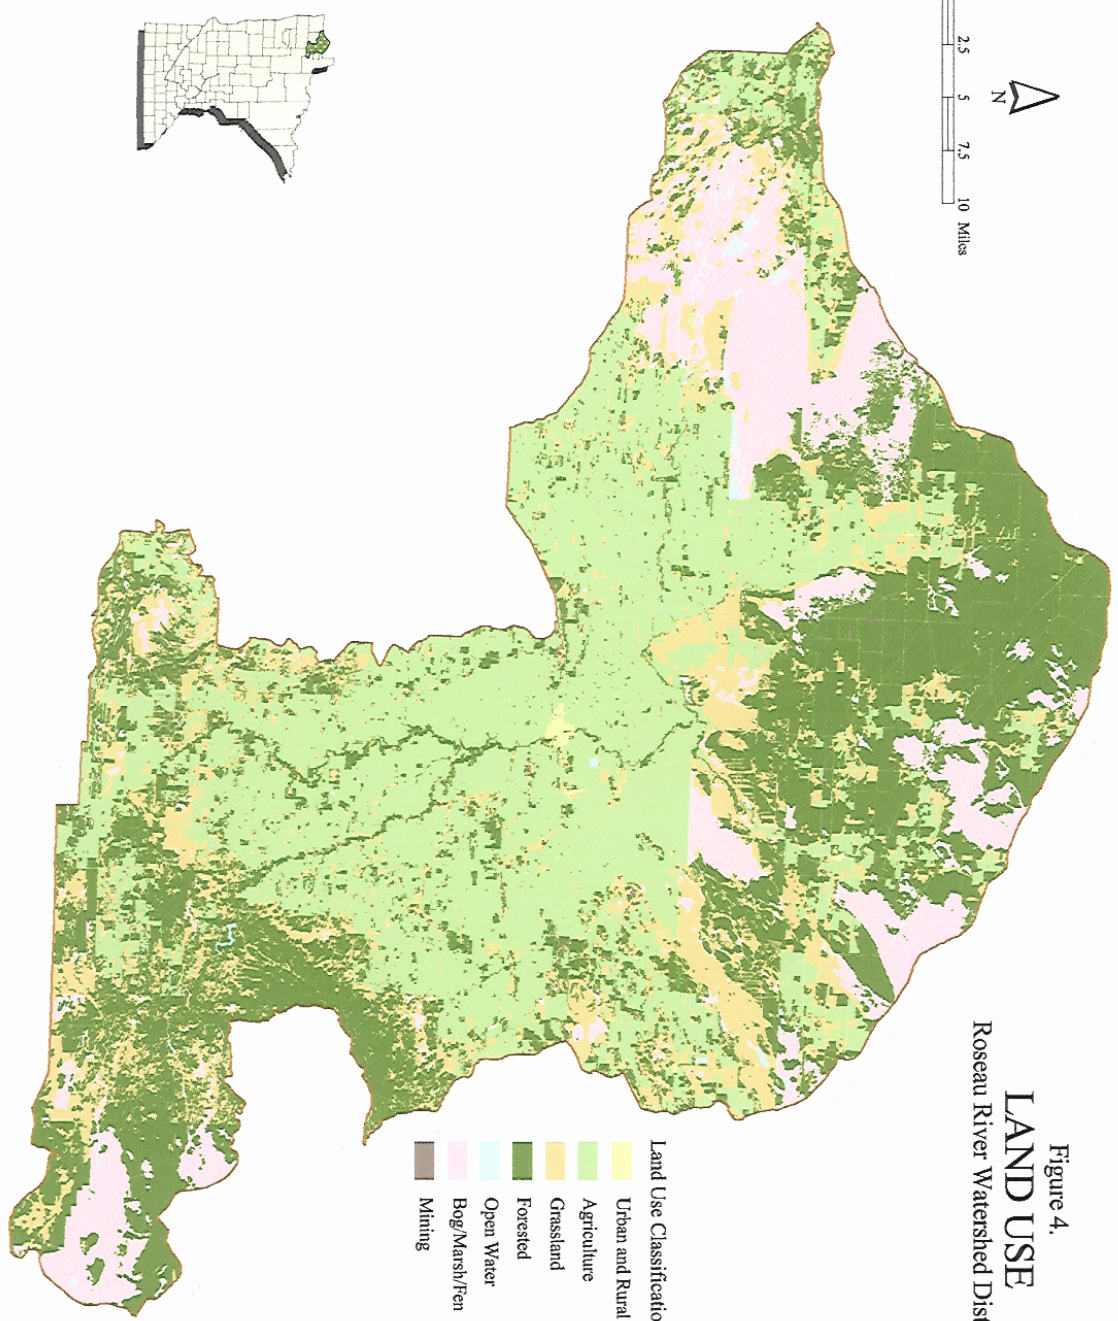 Figure 4.
LAND USE
Roseau River Watershed Dist
2.5 5 7.5 10 Miles
N
Land Use Classificatio
Urban and Rural
Agriculture
Grassland
Forested
Open Water
Bog/Marsh/Fen
Mining